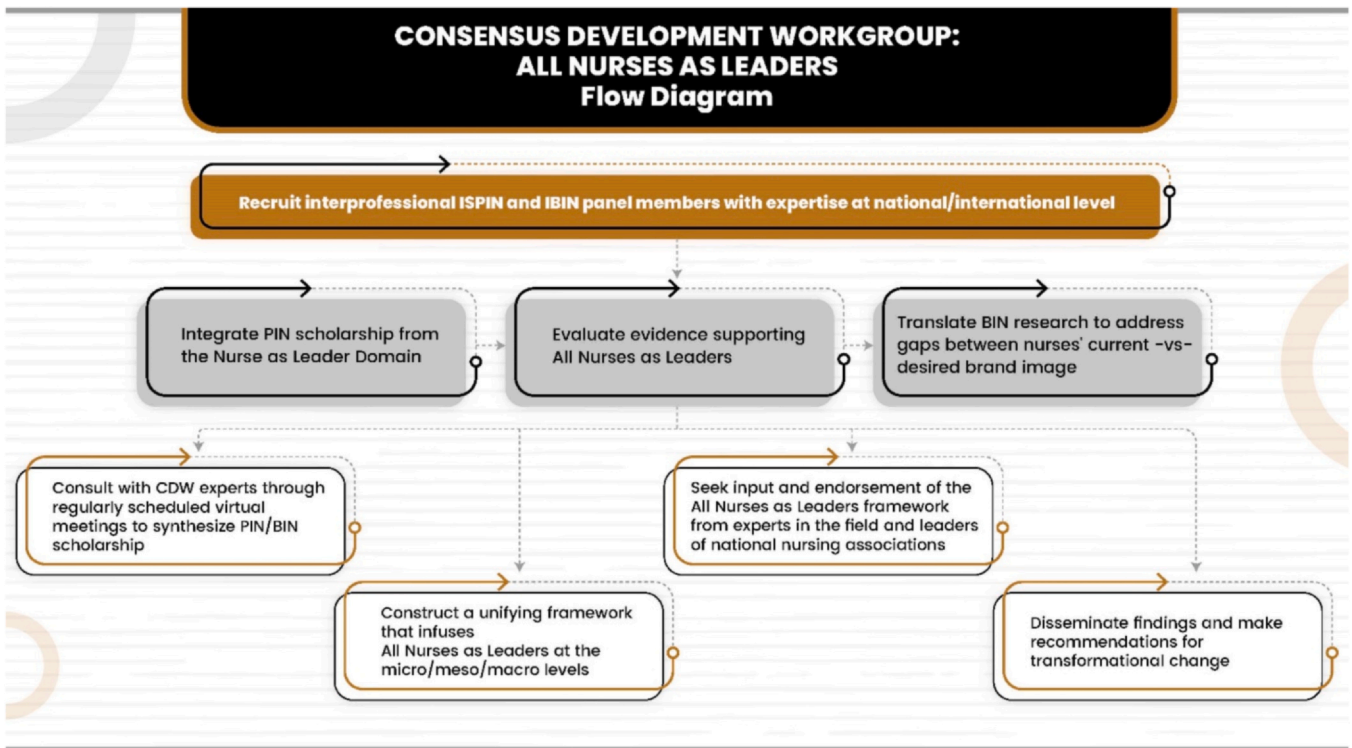 CONSENSUS DEVELOPMENT WORKGROUP:
ALL NURSES AS LEADERS
Flow Diagram
Recruit interprofessional ISPIN and IBIN panel members with expertise at national/international level
Integrate PIN scholarship from
the Nurse as Leader Domain
Evaluate evidence supporting
All Nurses as Leaders
Translate BIN research to address
gaps between nurses' current -vs-
desired brand image
Consult with CDW experts through
regularly scheduled virtual
meetings to synthesize PIN/BIN
scholarship
Construct a unifying framework
that infuses
All Nurses as Leaders at the
micro/meso/macro levels
Seek input and endorsement of the
All Nurses as Leaders framework
from experts in the field and leaders
of national nursing associations
Disseminate findings and make
recommendations for
transformational change